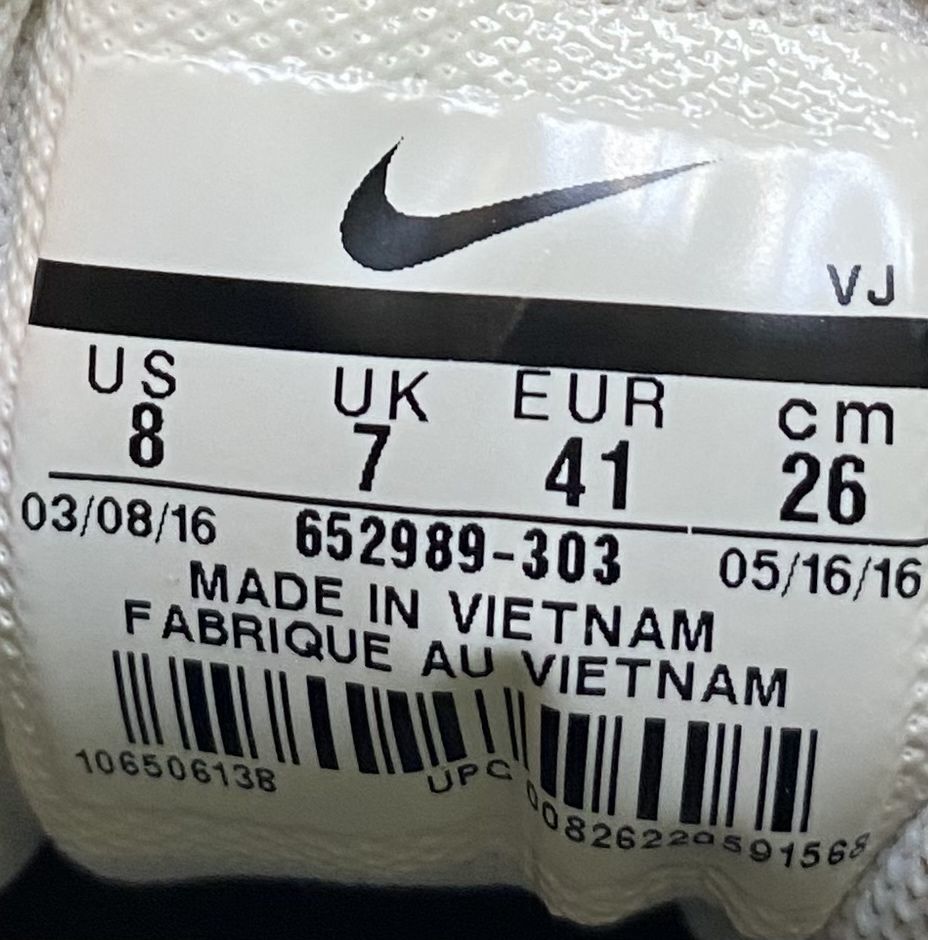 VJ
US UK EUR cm
8 7 41 26
03/08/16 652989-303 05/16/16
MADE IN VIETNAM
FABRIQUE AU VIETNAM
106506138 UPC